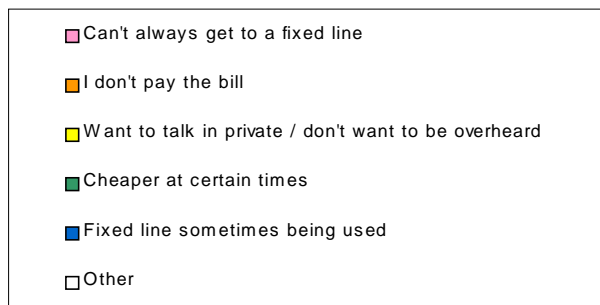 Can't always get to a fixed line
I don't pay the bill
Want to talk in private / don't want to be overheard
Cheaper at certain times
Fixed line sometimes being used
Other